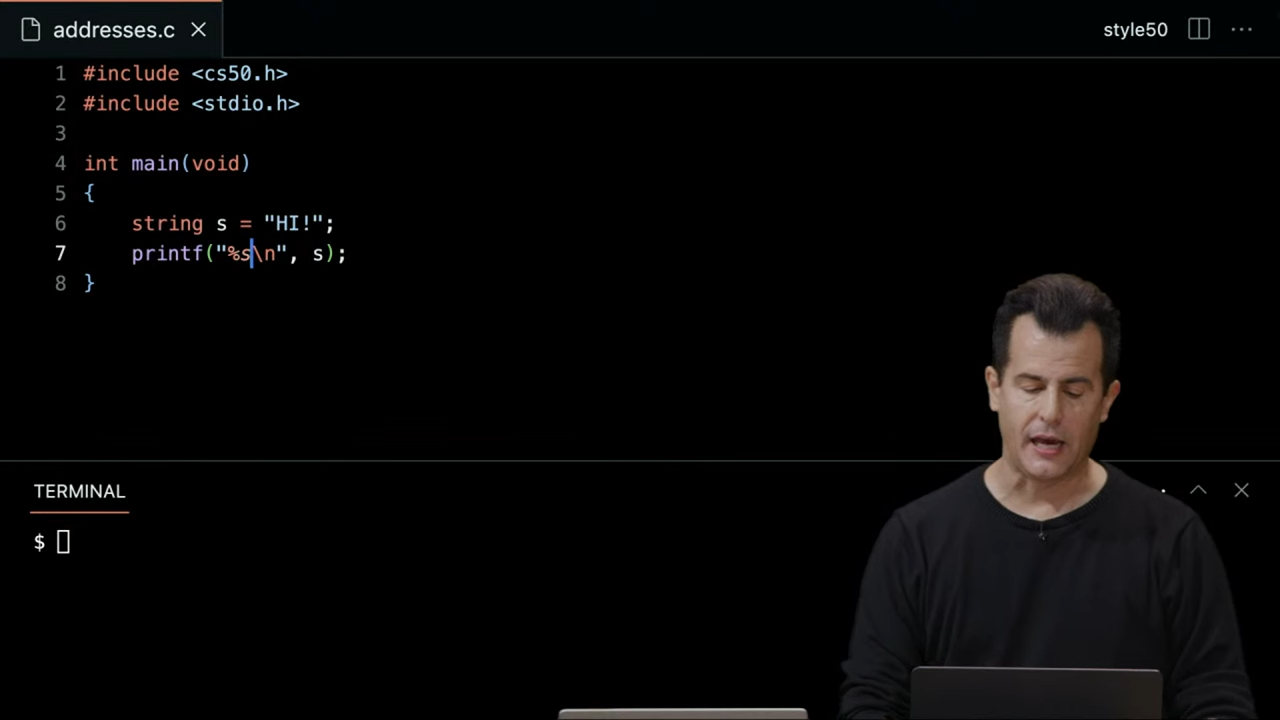 addresses.c
style50
1 #include <cs50.h>
2 #include <stdio.h>
3
4 int main(void)
5 {
6     string s = "HI!";
7     printf("%s\n", s);
8 }
TERMINAL
$